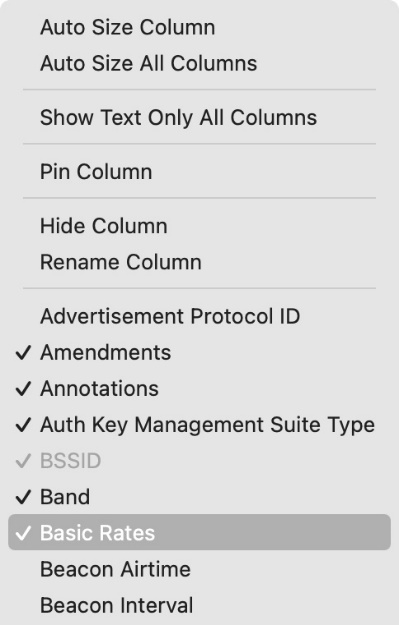 Auto Size Column
Auto Size All Columns
Show Text Only All Columns
Pin Column
Hide Column
Rename Column
Advertisement Protocol ID
✓ Amendments
✓ Annotations
✓ Auth Key Management Suite Type
✓ BSSID
✓ Band
✓ Basic Rates
Beacon Airtime
Beacon Interval